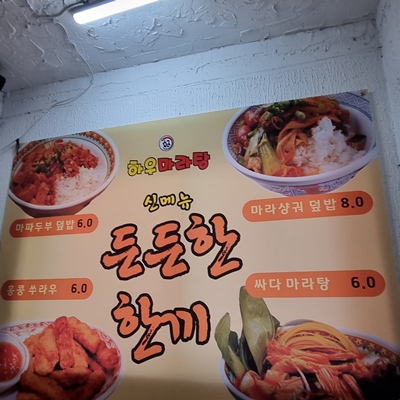 하우마라탕
신메뉴
든든한
한끼
마파두부 덮밥 6.0
마라샹궈 덮밥 8.0
홍콩 쑤라우 6.0
싸다 마라탕 6.0